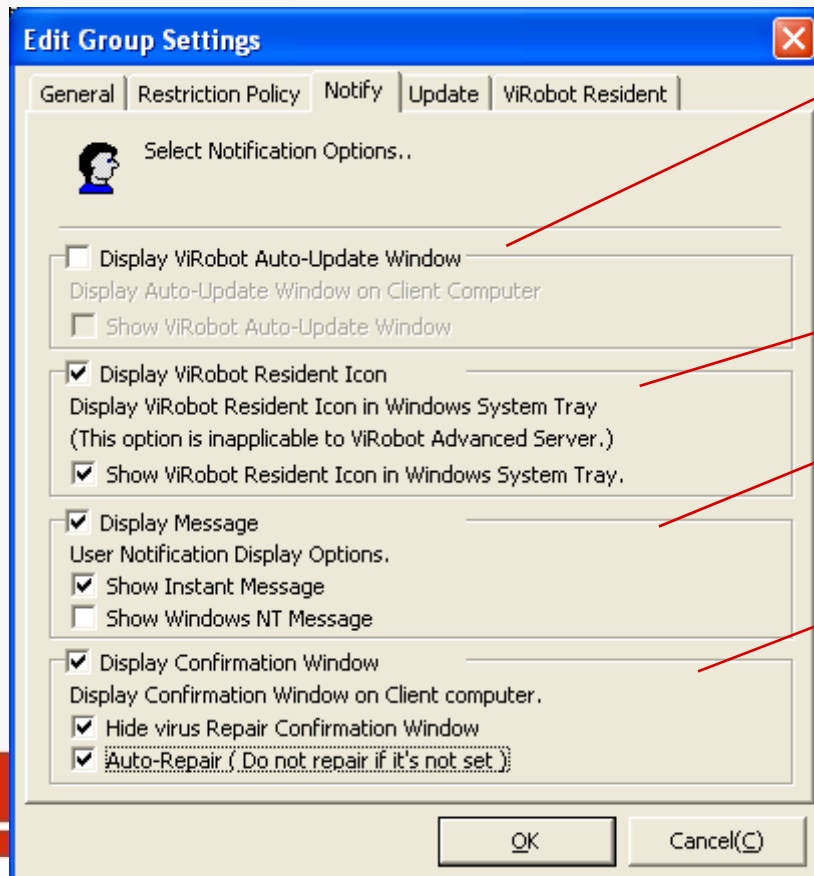 Edit Group Settings
General Restriction Policy Notify Update ViRobot Resident
Select Notification Options..
Display ViRobot Auto-Update Window
Display Auto-Update Window on Client Computer
Show ViRobot Auto-Update Window
Display ViRobot Resident Icon
Display ViRobot Resident Icon in Windows System Tray
(This option is inapplicable to ViRobot Advanced Server.)
Show ViRobot Resident Icon in Windows System Tray.
Display Message
User Notification Display Options.
Show Instant Message
Show Windows NT Message
Display Confirmation Window
Display Confirmation Window on Client computer.
Hide virus Repair Confirmation Window
Auto-Repair ( Do not repair if it's not set )
OK Cancel(C)